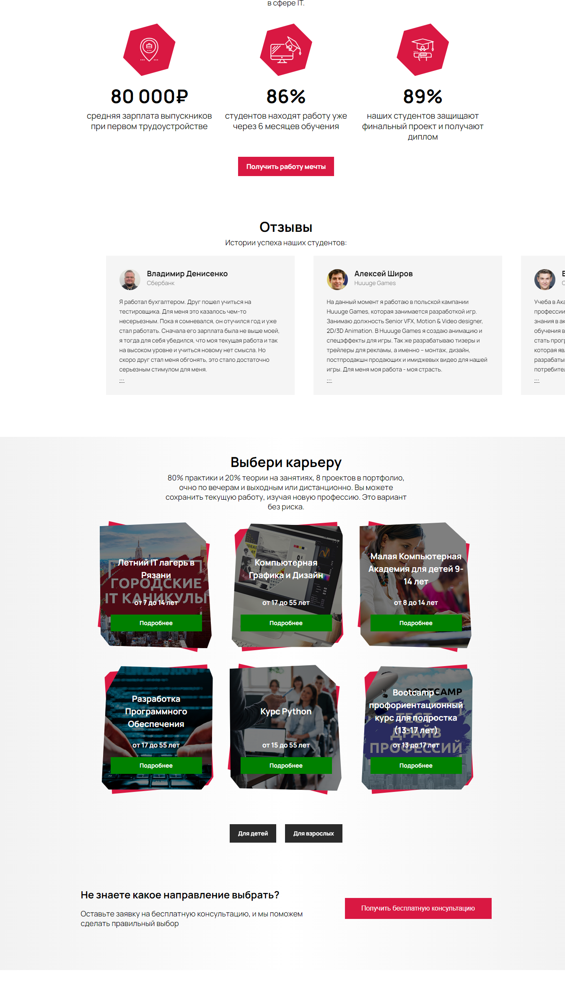 в сфере IT.
80 000₽
средняя зарплата выпускников
при первом трудоустройстве
86%
студентов находят работу уже
через 6 месяцев обучения
89%
наших студентов защищают
финальный проект и получают
диплом
Получить работу мечты
Отзывы
Истории успеха наших студентов:
Владимир Денисенко
Сбербанк
Я работал бухгалтером. Друг пошел учиться на
тестировщика. Для меня это казалось чем-то
несерьезным. Пока я сомневался, он отучился год и уже
стал работать. Сначала его зарплата была не выше моей,
я тогда для себя убедился, что моя текущая работа и так
на высоком уровне и учиться новому нет смысла. Но
скоро друг стал меня обгонять, это стало достаточно
серьезным стимулом для меня.
...
Алексей Широв
Huuuge Games
На данный момент я работаю в польской кампании
Huuuge Games, которая занимается разработкой игр.
Занимаю должность Senior VFX, Motion & Video designer,
2D/3D Animation. В Huuuge Games я создаю анимацию и
спецэффекты для игры. Так же разрабатываю тизеры и
трейлеры для рекламы, а именно – монтаж, дизайн,
постпродакшн продающих и имиджевых видео для нашей
игры. Для меня моя работа - моя страсть.
...
Учеба в Ака
профессии
знания в ак
обучения в
стать прогр
которая яв
разрабаты
потребител
...
Выбери карьеру
80% практики и 20% теории на занятиях, 8 проектов в портфолио,
очно по вечерам и выходным или дистанционно. Вы можете
сохранить текущую работу, изучая новую профессию. Это вариант
без риска.
Летний IT лагерь в
Рязани
ГОРОДСКИЕ
IT КАНИКУЛЫ
от 7 до 14 лет
Подробнее
Компьютерная
Графика и Дизайн
от 17 до 55 лет
Подробнее
Малая Компьютерная
Академия для детей 9-
14 лет
от 8 до 14 лет
Подробнее
Разработка
Программного
Обеспечения
от 17 до 55 лет
Подробнее
Курс Python
от 15 до 55 лет
Подробнее
BOOTCAMP
Bootcamp -
профориентационный
курс для подростка
(13-17 лет)
ТЕСТ
ДРАЙВ
ПРОФЕССИЙ
от 13 до 17 лет
Подробнее
Для детей
Для взрослых
Не знаете какое направление выбрать?
Оставьте заявку на бесплатную консультацию, и мы поможем
сделать правильный выбор
Получить бесплатную консультацию